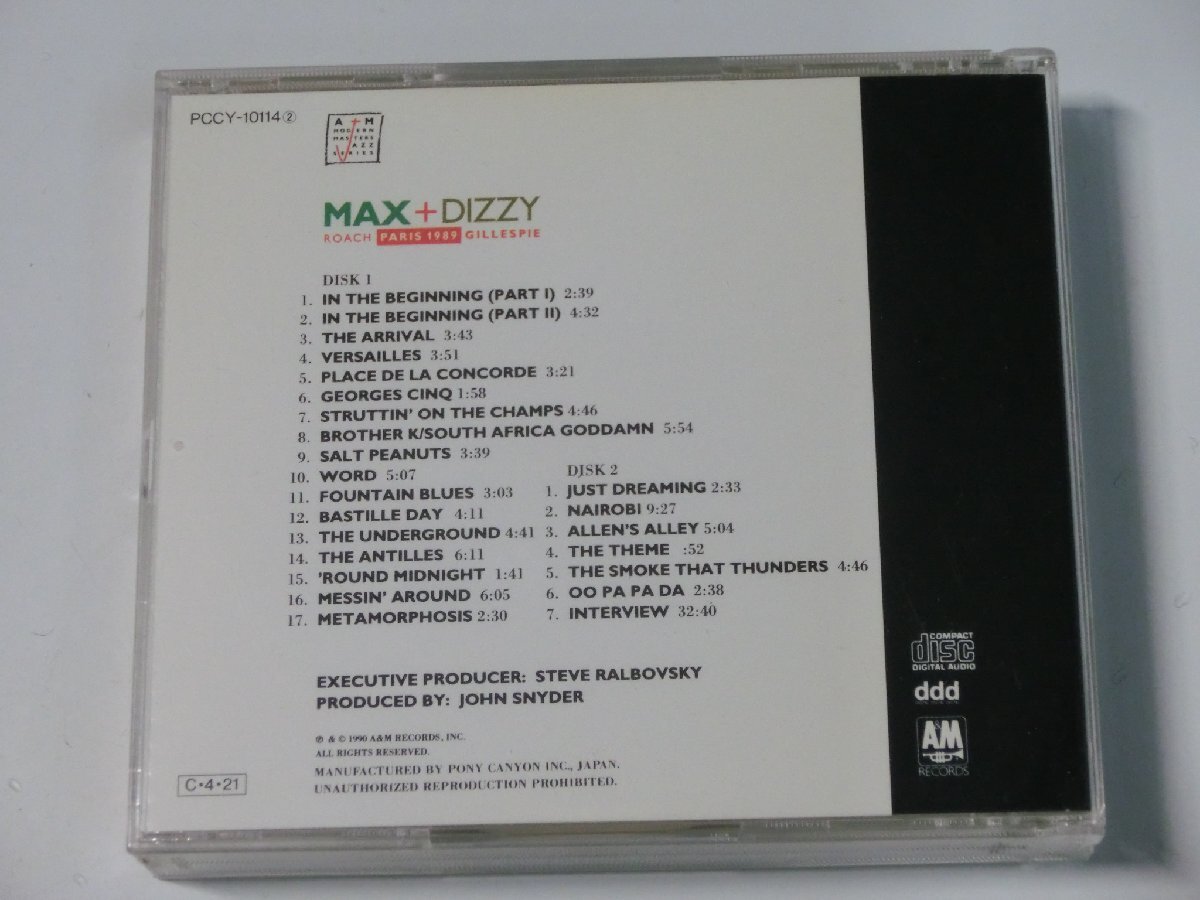 PCCY-10114②
A+M
MODERN
MASTERS
JAZZ
SERIES
MAX+DIZZY
ROACH PARIS 1989 GILLESPIE
DISK 1
1. IN THE BEGINNING (PART I) 2:39
2. IN THE BEGINNING (PART II) 4:32
3. THE ARRIVAL 3:43
4. VERSAILLES 3:51
5. PLACE DE LA CONCORDE 3:21
6. GEORGES CINQ 1:58
7. STRUTTIN' ON THE CHAMPS 4:46
8. BROTHER K/SOUTH AFRICA GODDAMN 5:54
9. SALT PEANUTS 3:39
10. WORD 5:07
11. FOUNTAIN BLUES 3:03
12. BASTILLE DAY 4:11
13. THE UNDERGROUND 4:41
14. THE ANTILLES 6:11
15. 'ROUND MIDNIGHT 1:41
16. MESSIN' AROUND 6:05
17. METAMORPHOSIS 2:30
DISK 2
1. JUST DREAMING 2:33
2. NAIROBI 9:27
3. ALLEN'S ALLEY 5:04
4. THE THEME :52
5. THE SMOKE THAT THUNDERS 4:46
6. OO PA PA DA 2:38
7. INTERVIEW 32:40
EXECUTIVE PRODUCER: STEVE RALBOVSKY
PRODUCED BY: JOHN SNYDER
℗ & © 1990 A&M RECORDS, INC.
ALL RIGHTS RESERVED.
MANUFACTURED BY PONY CANYON INC., JAPAN.
UNAUTHORIZED REPRODUCTION PROHIBITED.
C•4•21
COMPACT
disc
DIGITAL AUDIO
ddd
A&M
RECORDS